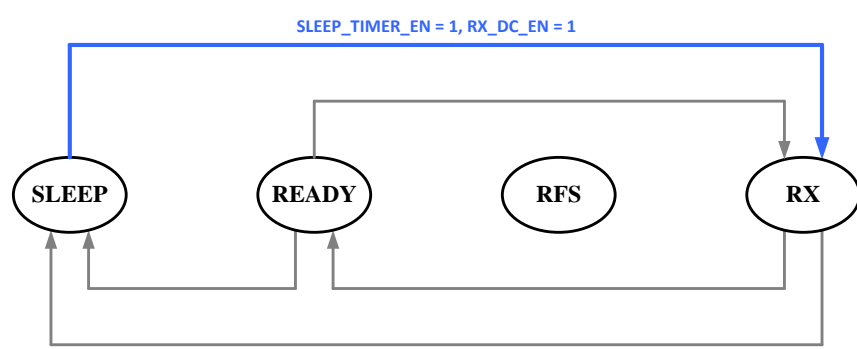 SLEEP_TIMER_EN = 1, RX_DC_EN = 1
SLEEP READY RFS RX